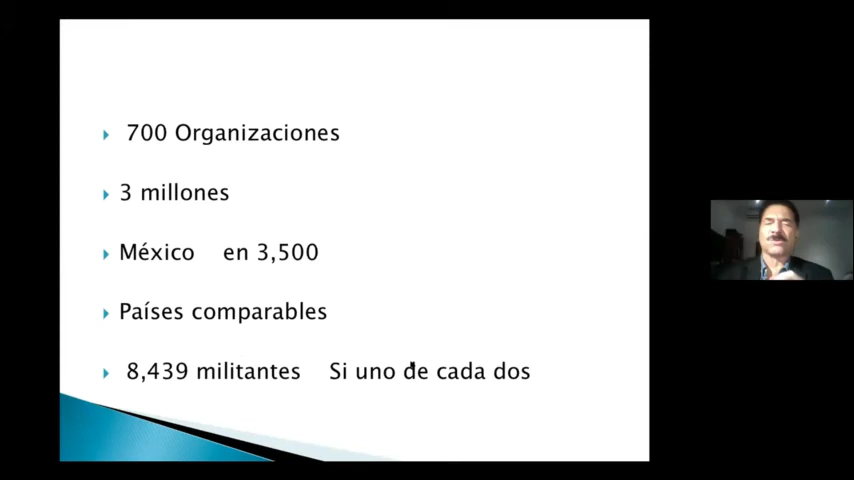 700 Organizaciones
3 millones
México en 3,500
Países comparables
8,439 militantes Si uno de cada dos